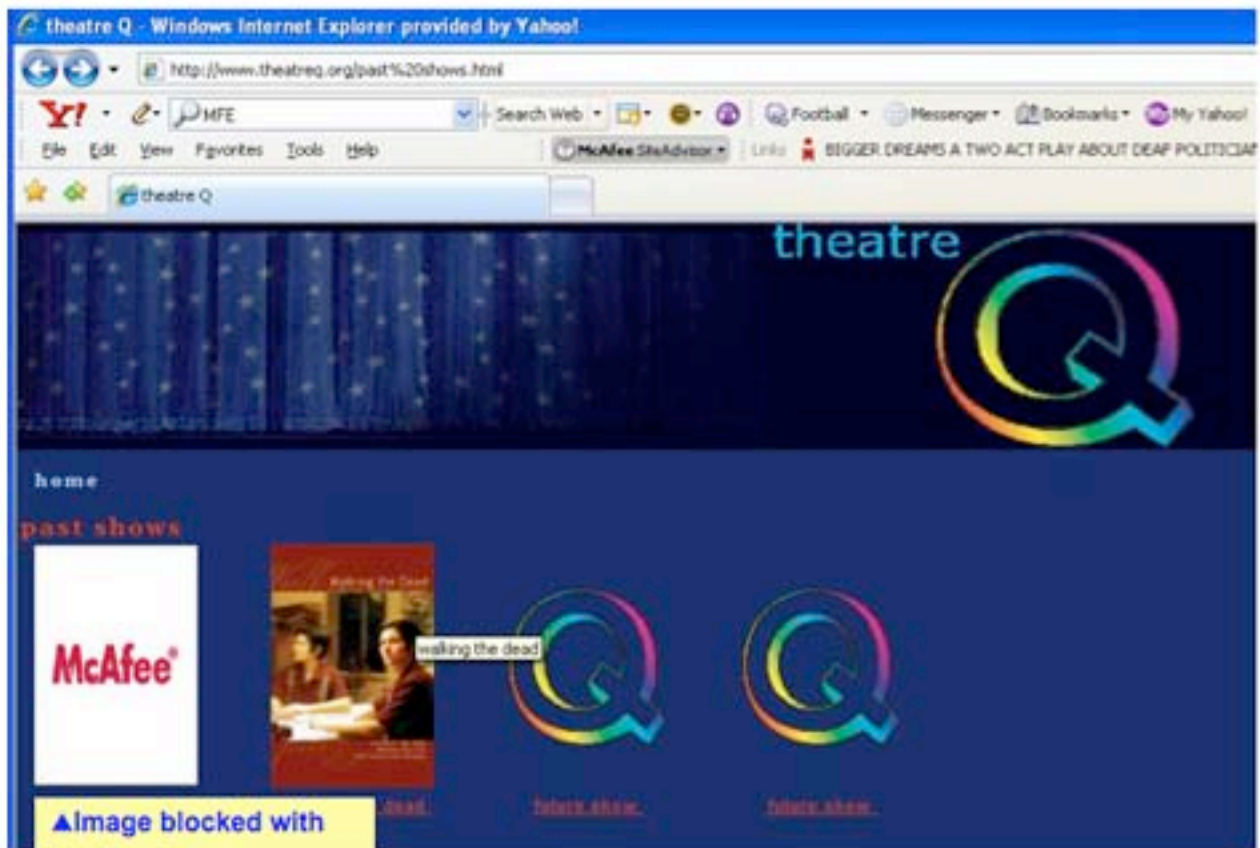 theatre Q - Windows Internet Explorer provided by Yahoo!
http://www.theatreq.org/past%20shows.html
Y! MFE Search Web Football Messenger Bookmarks My Yahoo!
File Edit View Favorites Tools Help McAfee SiteAdvisor Links BIGGER DREAMS A TWO ACT PLAY ABOUT DEAF POLITICIAN
theatre Q
theatre
Q
home
past shows
McAfee®
Walking the Dead
walking the dead
dead
future show
future show
▲Image blocked with